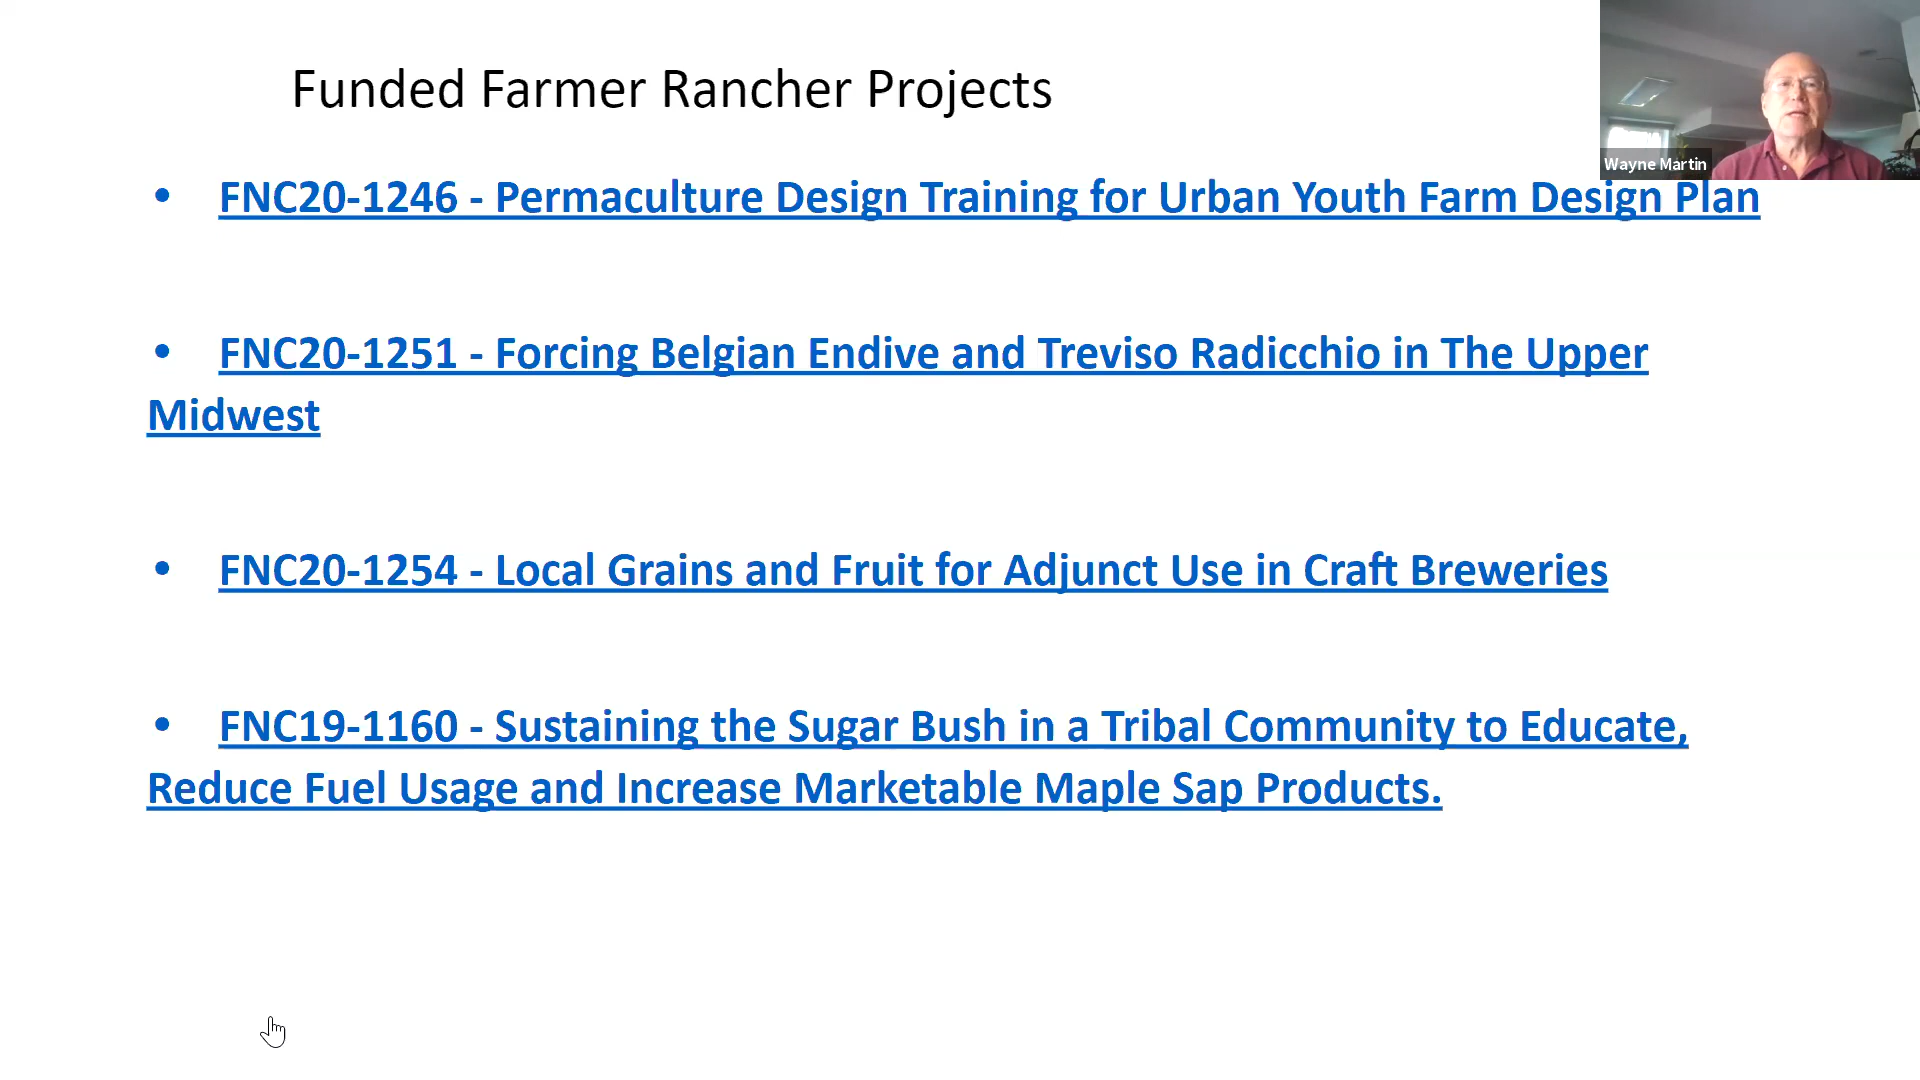 Funded Farmer Rancher Projects
Wayne Martin
• FNC20-1246 - Permaculture Design Training for Urban Youth Farm Design Plan
• FNC20-1251 - Forcing Belgian Endive and Treviso Radicchio in The Upper
Midwest
• FNC20-1254 - Local Grains and Fruit for Adjunct Use in Craft Breweries
• FNC19-1160 - Sustaining the Sugar Bush in a Tribal Community to Educate,
Reduce Fuel Usage and Increase Marketable Maple Sap Products.